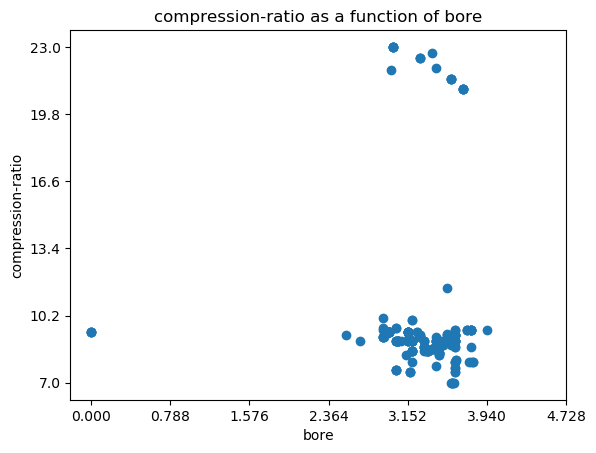 compression-ratio as a function of bore
23.0
19.8
16.6
13.4
10.2
7.0
compression-ratio
0.000 0.788 1.576 2.364 3.152 3.940 4.728
bore